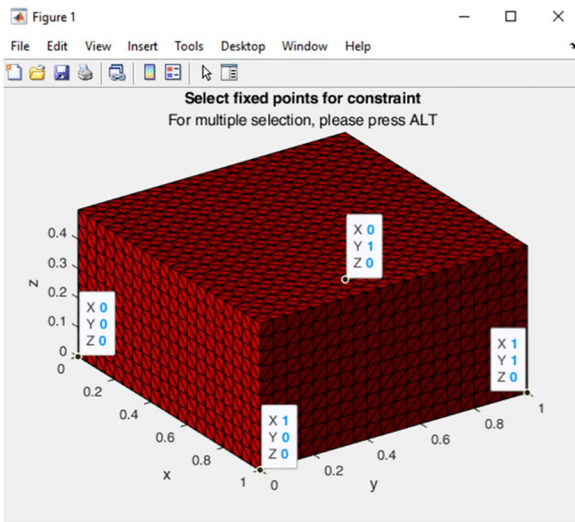 Figure 1
File Edit View Insert Tools Desktop Window Help
Select fixed points for constraint
For multiple selection, please press ALT
X 0
Y 1
Z 0
0.4
0.3
0.2
0.1
0
z
X 0
Y 0
Z 0
X 1
Y 1
Z 0
X 1
Y 0
Z 0
0
0.2
0.4
0.6
0.8
1
x
0
0.2
0.4
0.6
0.8
1
y